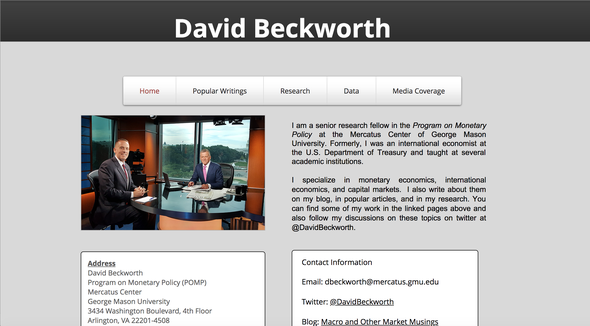 David Beckworth
Home
Popular Writings
Research
Data
Media Coverage
I am a senior research fellow in the Program on Monetary
Policy at the Mercatus Center of George Mason
University. Formerly, I was an international economist at
the U.S. Department of Treasury and taught at several
academic institutions.
I specialize in monetary economics, international
economics, and capital markets. I also write about them
on my blog, in popular articles, and in my research. You
can find some of my work in the linked pages above and
also follow my discussions on these topics on twitter at
@DavidBeckworth.
Address
David Beckworth
Program on Monetary Policy (POMP)
Mercatus Center
George Mason University
3434 Washington Boulevard, 4th Floor
Arlington, VA 22201-4508
Contact Information
Email: dbeckworth@mercatus.gmu.edu
Twitter: @DavidBeckworth
Blog: Macro and Other Market Musings